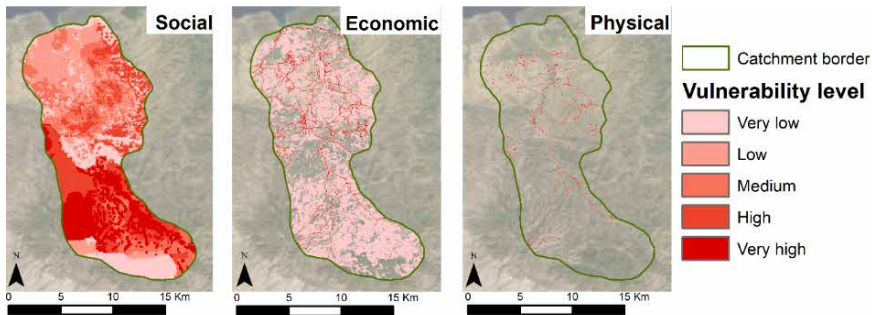 Social
Economic
Physical
Catchment border
Vulnerability level
Very low
Low
Medium
High
Very high
N
N
N
0 5 10 15 Km
0 5 10 15 Km
0 5 10 15 Km